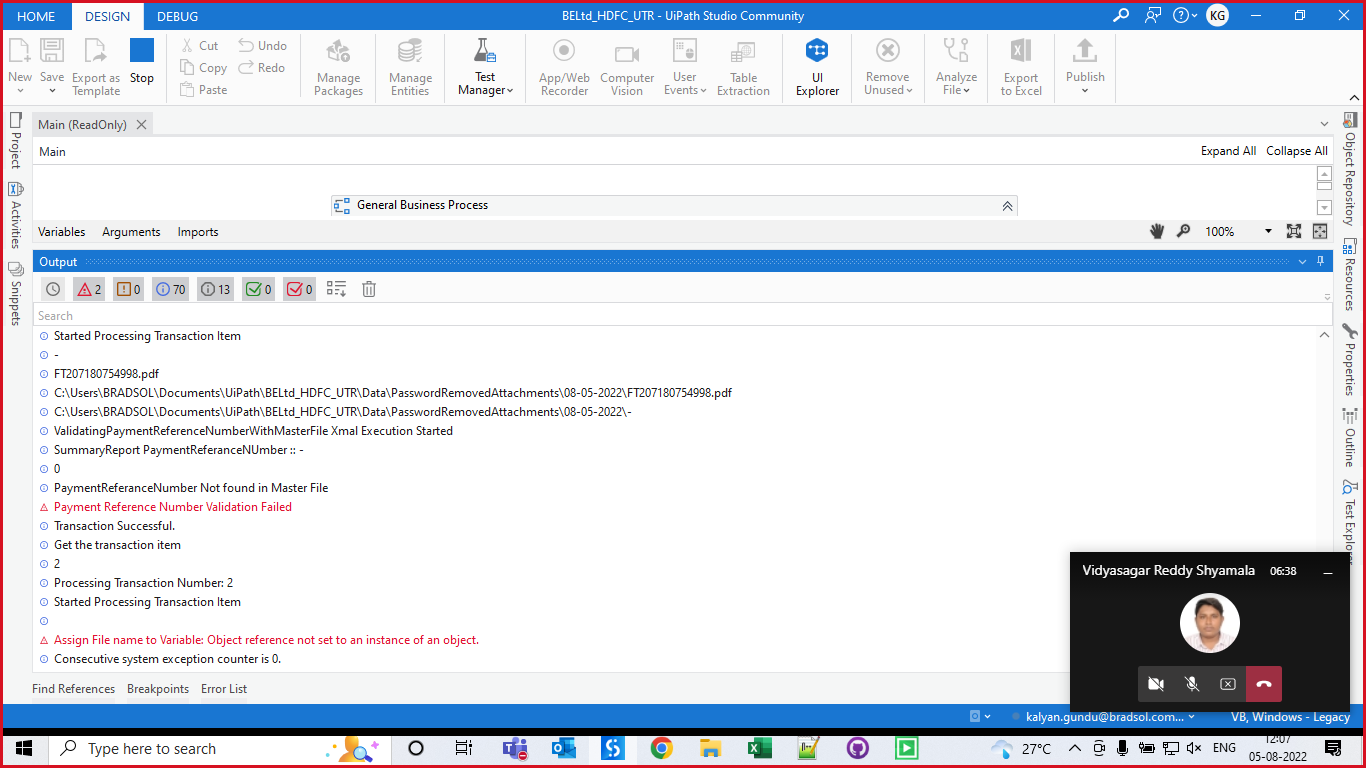 HOME DESIGN DEBUG BELtd_HDFC_UTR - UiPath Studio Community KG
New Save Export as Template Stop Cut Copy Paste Undo Redo Manage Packages Manage Entities Test Manager App/Web Recorder Computer Vision User Events Table Extraction UI Explorer Remove Unused Analyze File Export to Excel Publish
Main (ReadOnly)
Main Expand All Collapse All
General Business Process
Variables Arguments Imports 100%
Output
2 0 70 13 0 0
Search
Started Processing Transaction Item
-
FT207180754998.pdf
C:\Users\BRADSOL\Documents\UiPath\BELtd_HDFC_UTR\Data\PasswordRemovedAttachments\08-05-2022\FT207180754998.pdf
C:\Users\BRADSOL\Documents\UiPath\BELtd_HDFC_UTR\Data\PasswordRemovedAttachments\08-05-2022\-
ValidatingPaymentReferenceNumberWithMasterFile Xmal Execution Started
SummaryReport PaymentReferanceNUmber :: -
0
PaymentReferanceNumber Not found in Master File
Payment Reference Number Validation Failed
Transaction Successful.
Get the transaction item
2
Processing Transaction Number: 2
Started Processing Transaction Item
Assign File name to Variable: Object reference not set to an instance of an object.
Consecutive system exception counter is 0.
Find References Breakpoints Error List
Project
Activities
Snippets
Object Repository
Resources
Properties
Outline
Test Explorer
Vidyasagar Reddy Shyamala 06:38
kalyan.gundu@bradsol.com... VB, Windows - Legacy
Type here to search 27°C ENG 12:07
05-08-2022